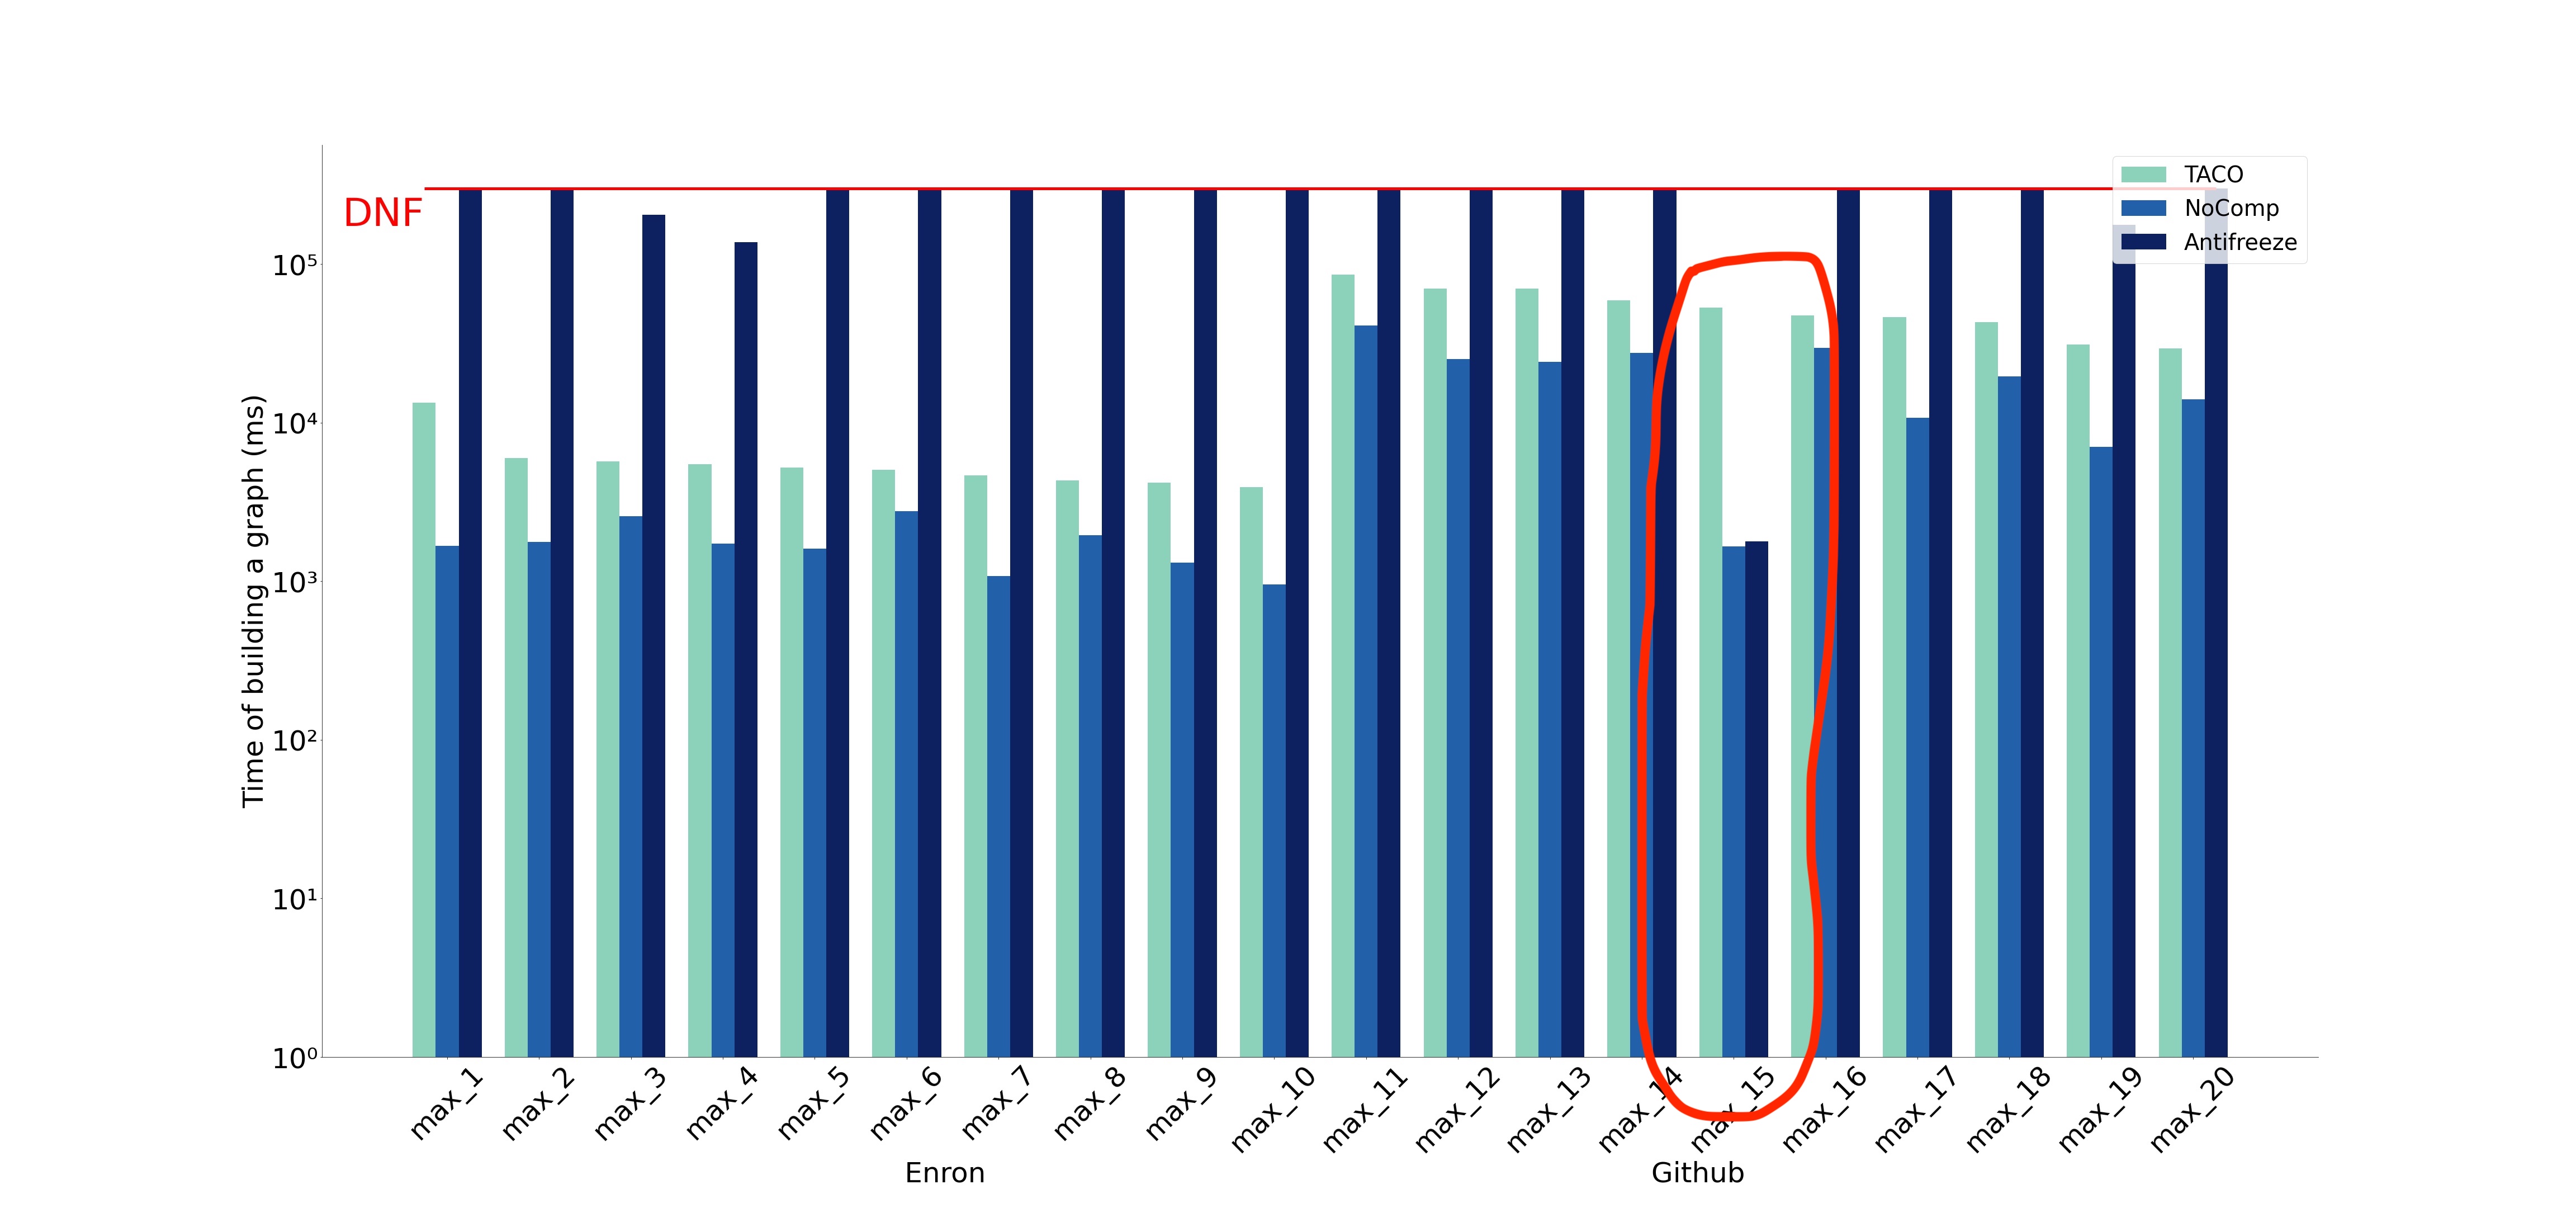 TACO
NoComp
Antifreeze
DNF
Time of building a graph (ms)
10⁵
10⁴
10³
10²
10¹
10⁰
max_1
max_2
max_3
max_4
max_5
max_6
max_7
max_8
max_9
max_10
max_11
max_12
max_13
max_14
max_15
max_16
max_17
max_18
max_19
max_20
Enron
Github